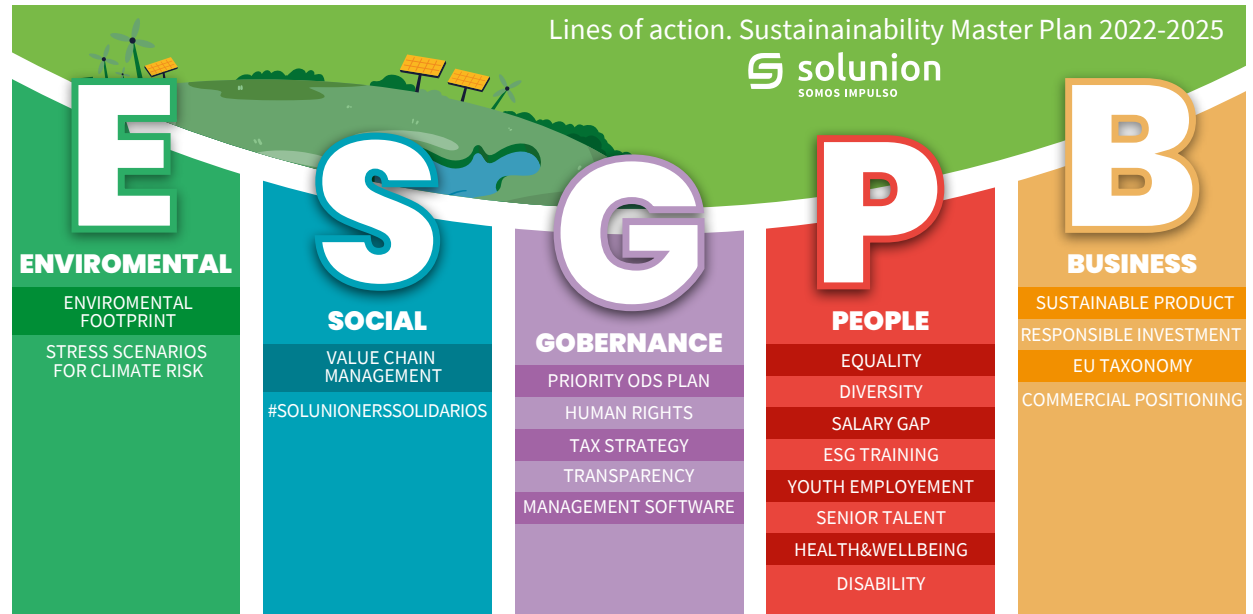 Lines of action. Sustainainability Master Plan 2022-2025
solunion
SOMOS IMPULSO
E
ENVIROMENTAL
ENVIROMENTAL
FOOTPRINT
STRESS SCENARIOS
FOR CLIMATE RISK
S
SOCIAL
VALUE CHAIN
MANAGEMENT
#SOLUNIONERSSOLIDARIOS
G
GOBERNANCE
PRIORITY ODS PLAN
HUMAN RIGHTS
TAX STRATEGY
TRANSPARENCY
MANAGEMENT SOFTWARE
P
PEOPLE
EQUALITY
DIVERSITY
SALARY GAP
ESG TRAINING
YOUTH EMPLOYEMENT
SENIOR TALENT
HEALTH&WELLBEING
DISABILITY
B
BUSINESS
SUSTAINABLE PRODUCT
RESPONSIBLE INVESTMENT
EU TAXONOMY
COMMERCIAL POSITIONING